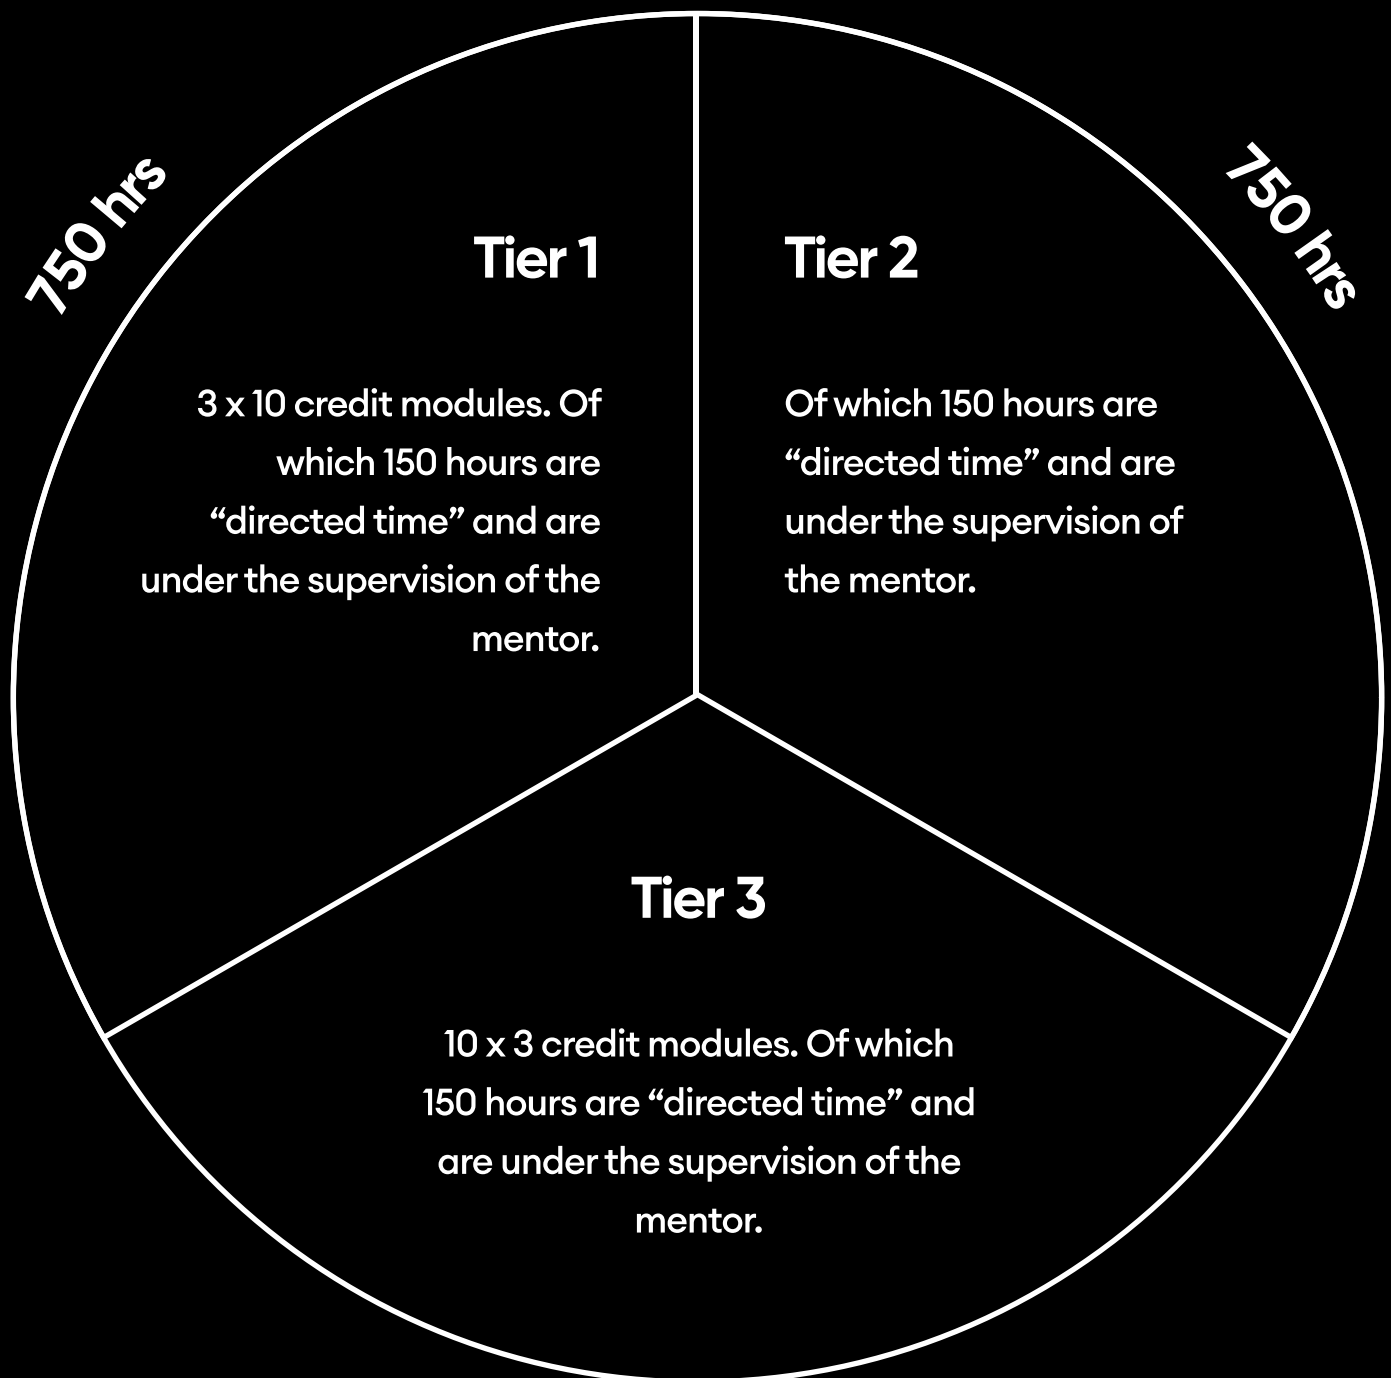 750 hrs
750 hrs
Tier 1
3 x 10 credit modules. Of
which 150 hours are
“directed time” and are
under the supervision of the
mentor.
Tier 2
Of which 150 hours are
“directed time” and are
under the supervision of
the mentor.
Tier 3
10 x 3 credit modules. Of which
150 hours are “directed time” and
are under the supervision of the
mentor.